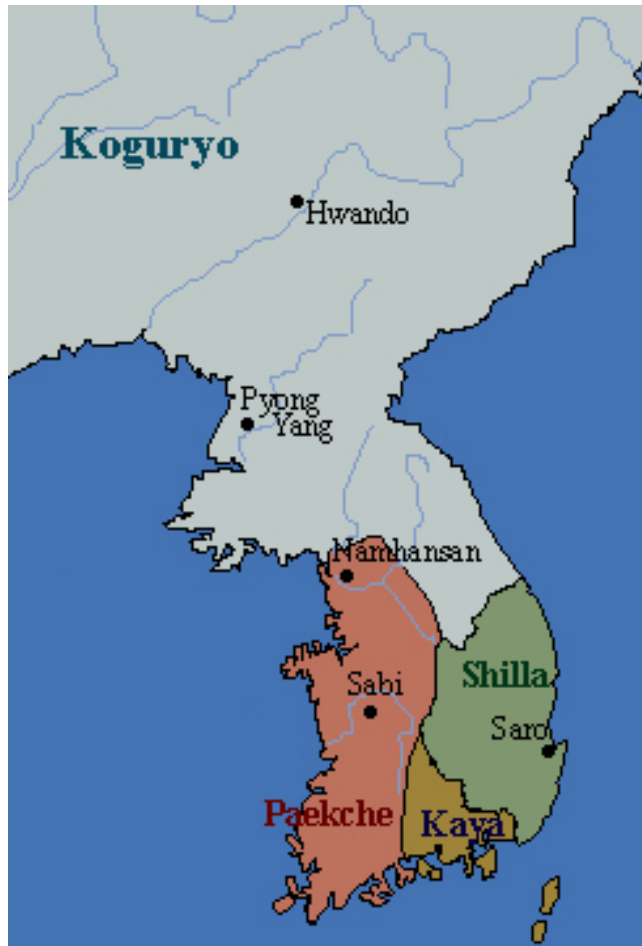 Koguryo
Hwando
Pyong
Yang
Namhansan
Shilla
Sabi
Saro
Paekche
Kaya